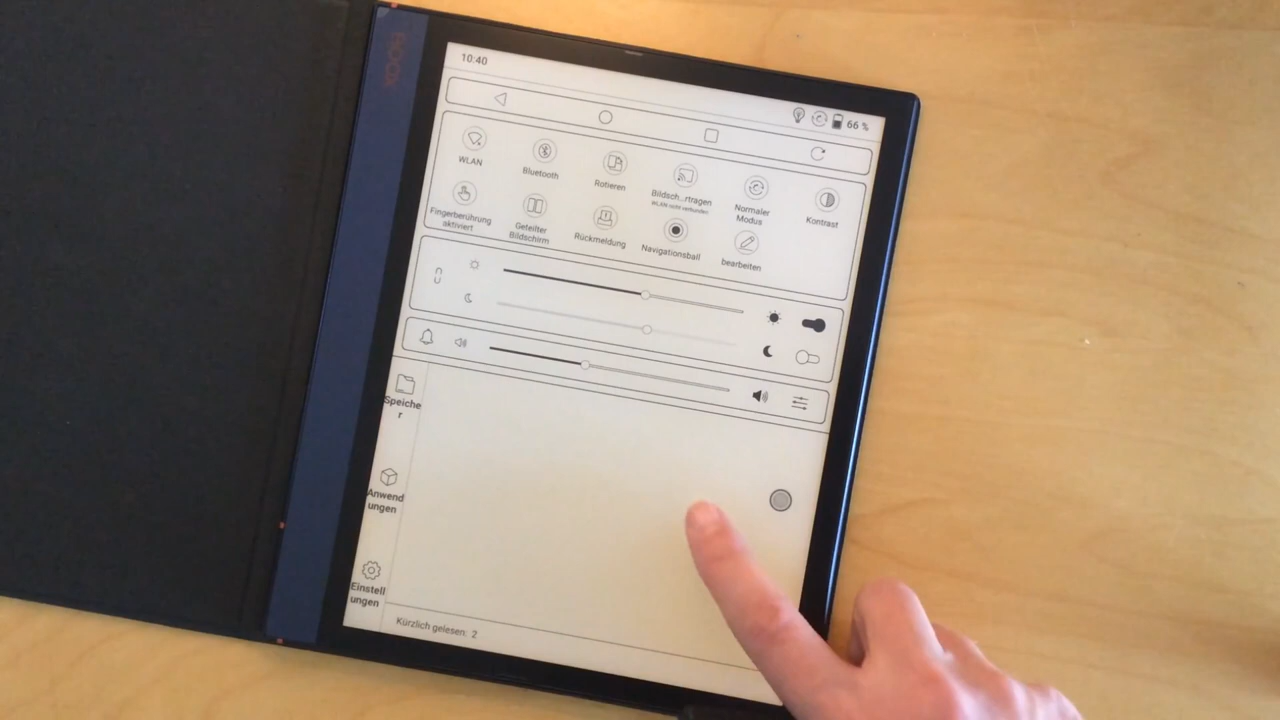 BOOX
10:40
66 %
WLAN
Bluetooth
Rotieren
Bildsch...rtragen
WLAN nicht verbunden
Normaler
Modus
Kontrast
Fingerberührung
aktiviert
Geteilter
Bildschirm
Rückmeldung
Navigationsball
bearbeiten
Speiche
r
Anwend
ungen
Einstell
ungen
Kürzlich gelesen: 2